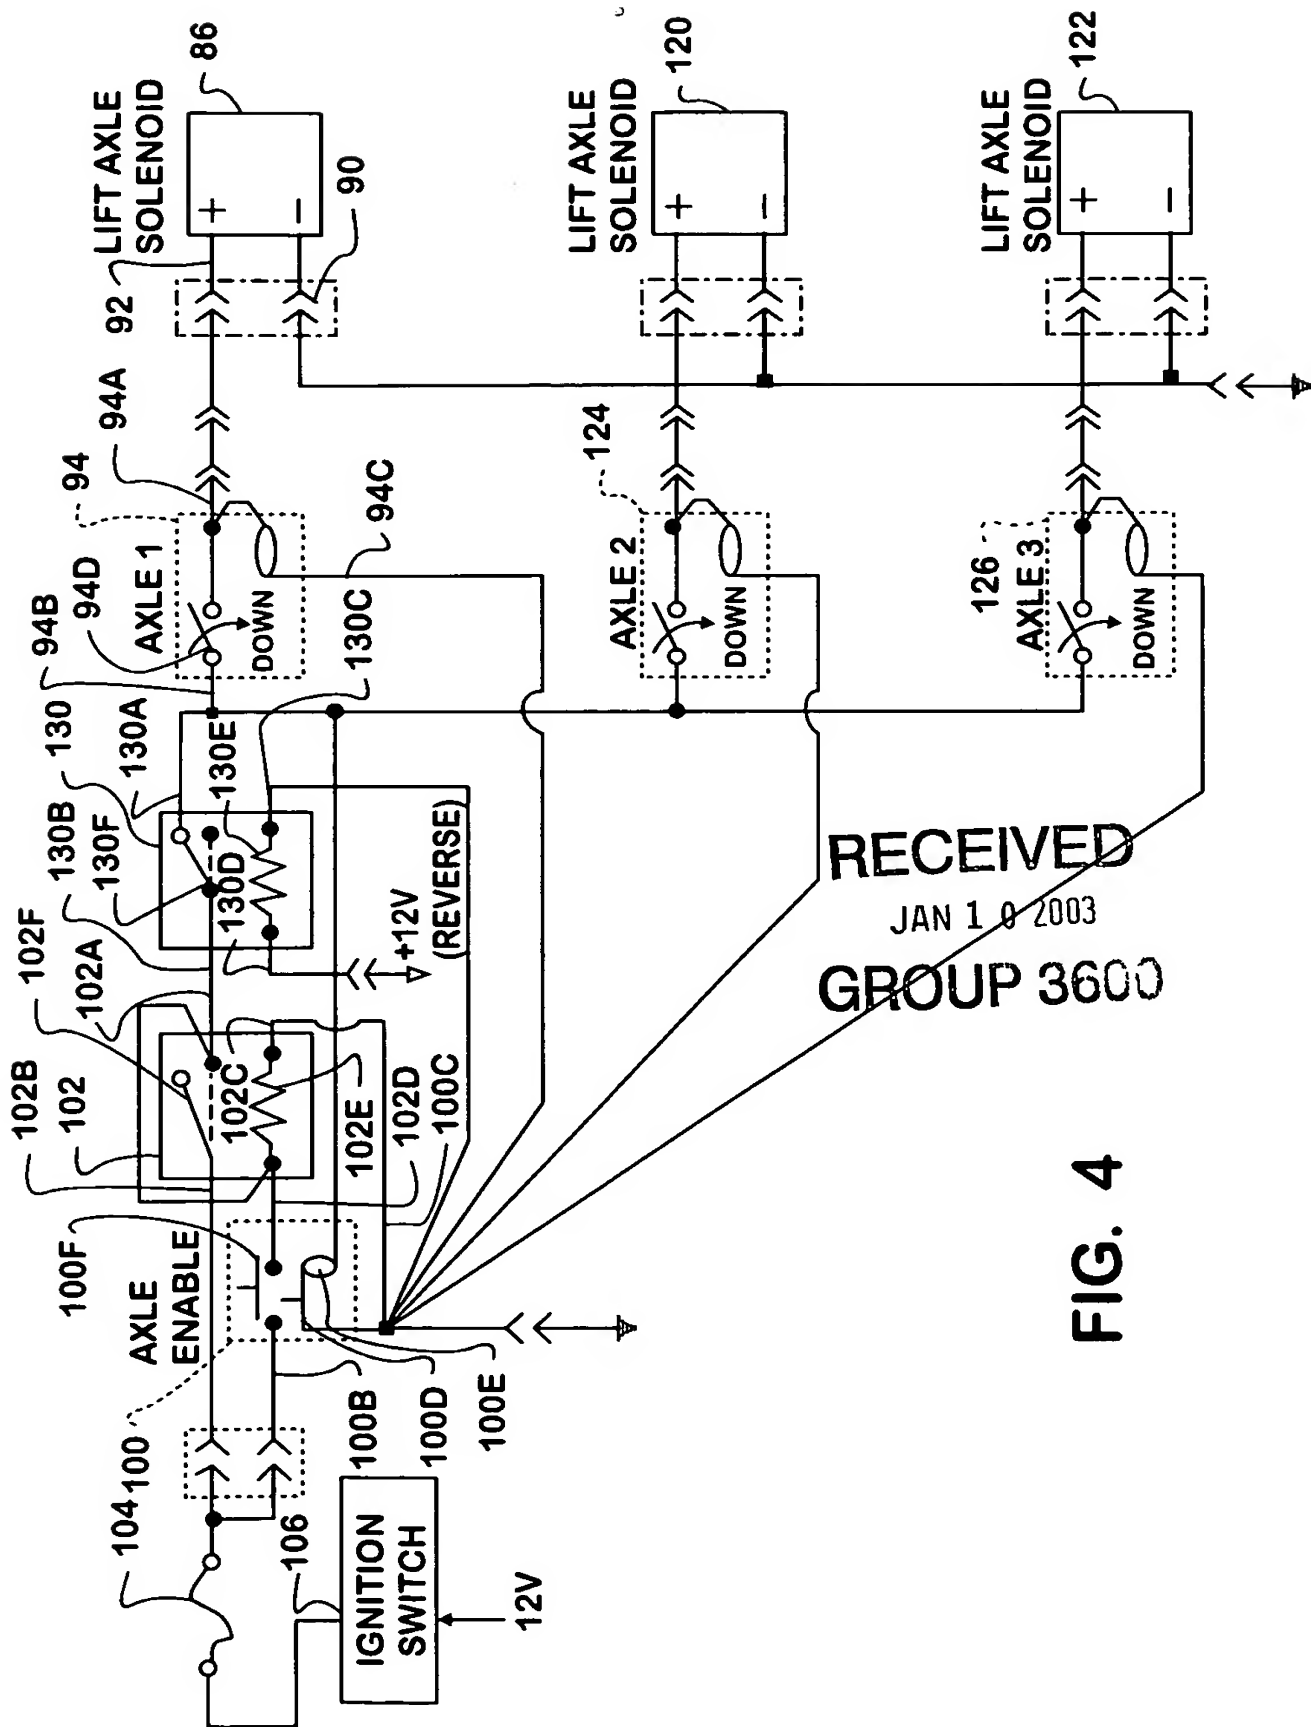 LIFT AXLE
SOLENOID
86
+
−
90
92
94A
94
AXLE 1
94D
94B
DOWN
94C
130C
130A
130
130E
130B
130F
130D
+12V
(REVERSE)
102F
102A
102B
102
102C
102E
102D
100C
100F
AXLE
ENABLE
100
104
100B
100D
100E
106
IGNITION
SWITCH
12V
LIFT AXLE
SOLENOID
120
+
−
124
AXLE 2
DOWN
LIFT AXLE
SOLENOID
122
+
−
126
AXLE 3
DOWN
RECEIVED
JAN 10 2003
GROUP 3600
FIG. 4